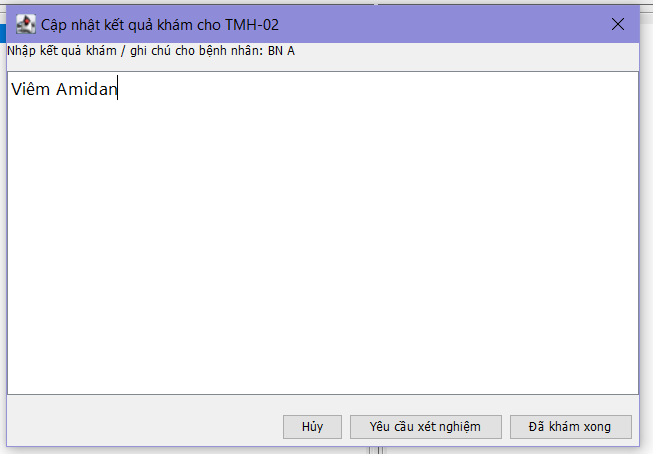 Cập nhật kết quả khám cho TMH-02
Nhập kết quả khám / ghi chú cho bệnh nhân: BN A
Viêm Amidan
Hủy
Yêu cầu xét nghiệm
Đã khám xong